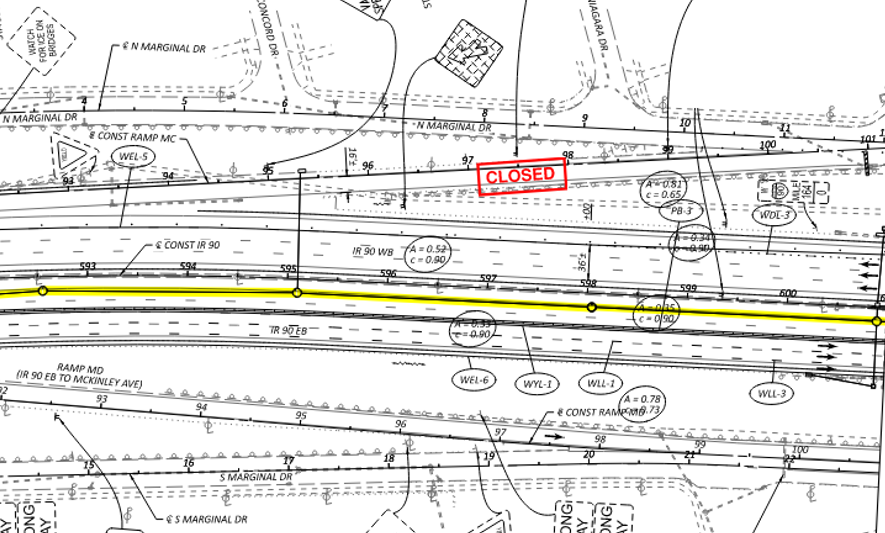 WATCH
FOR ICE ON
BRIDGES
CONCORD DR
NIAGARA DR
℄ N MARGINAL DR
4
5
6
7
8
9
10
11
N MARGINAL DR
N MARGINAL DR
℄ CONST RAMP MC
WEL-5
16'±
93
94
95
96
97
98
99
100
101
CLOSED
A = 0.81
c = 0.65
PB-3
WDL-3
MILE
164
0
℄ CONST IR 90
IR 90 WB
A = 0.52
c = 0.90
A = 0.34
c = 0.90
36'±
593
594
595
596
597
598
599
600
A = 0.35
c = 0.90
A = 0.33
c = 0.90
IR 90 EB
WEL-6
WYL-1
WLL-1
WLL-3
RAMP MD
(IR 90 EB TO MCKINLEY AVE)
A = 0.78
℄ CONST RAMP MD
93
94
95
96
97
98
99
100
15
16
17
18
19
20
21
22
S MARGINAL DR
℄ S MARGINAL DR